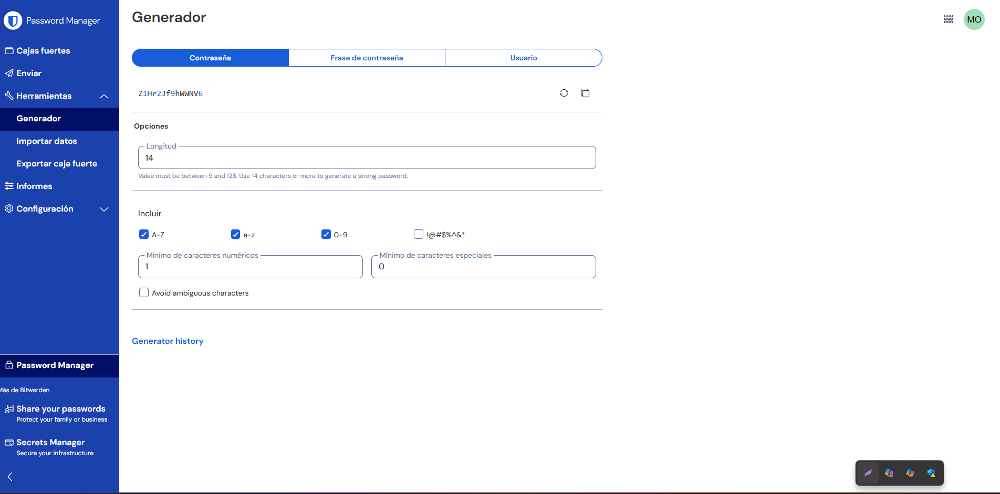 Password Manager
Cajas fuertes
Enviar
Herramientas
Generador
Importar datos
Exportar caja fuerte
Informes
Configuración
Password Manager
Más de Bitwarden
Share your passwords
Protect your family or business
Secrets Manager
Secure your infrastructure
Generador
MO
Contraseña
Frase de contraseña
Usuario
Z1Hr2Jf9hWWNV6
Opciones
Longitud
14
Value must be between 5 and 128. Use 14 characters or more to generate a strong password.
Incluir
A-Z
a-z
0-9
!@#$%^&*
Mínimo de caracteres numéricos
1
Mínimo de caracteres especiales
0
Avoid ambiguous characters
Generator history